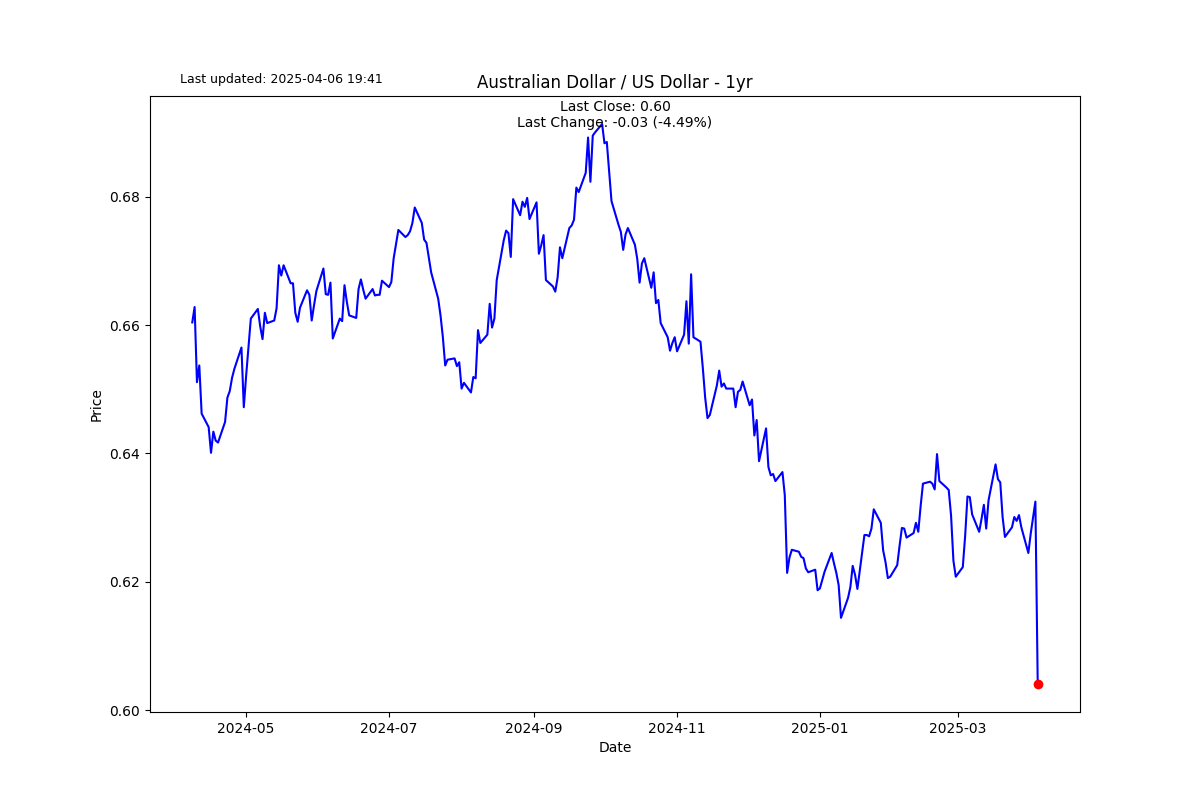 Last updated: 2025-04-06 19:41
Australian Dollar / US Dollar - 1yr
Last Close: 0.60
Last Change: -0.03 (-4.49%)
0.68
0.66
0.64
0.62
0.60
Price
2024-05
2024-07
2024-09
2024-11
2025-01
2025-03
Date